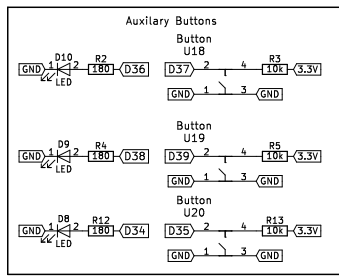 Auxilary Buttons
Button
U18
D10 R2 R3
GND 1 2 180 D36 D37 2 4 10k 3.3V
LED
GND 1 3 GND
Button
U19
D9 R4 R5
GND 1 2 180 D38 D39 2 4 10k 3.3V
LED
GND 1 3 GND
Button
U20
D8 R12 R13
GND 1 2 180 D34 D35 2 4 10k 3.3V
LED
GND 1 3 GND